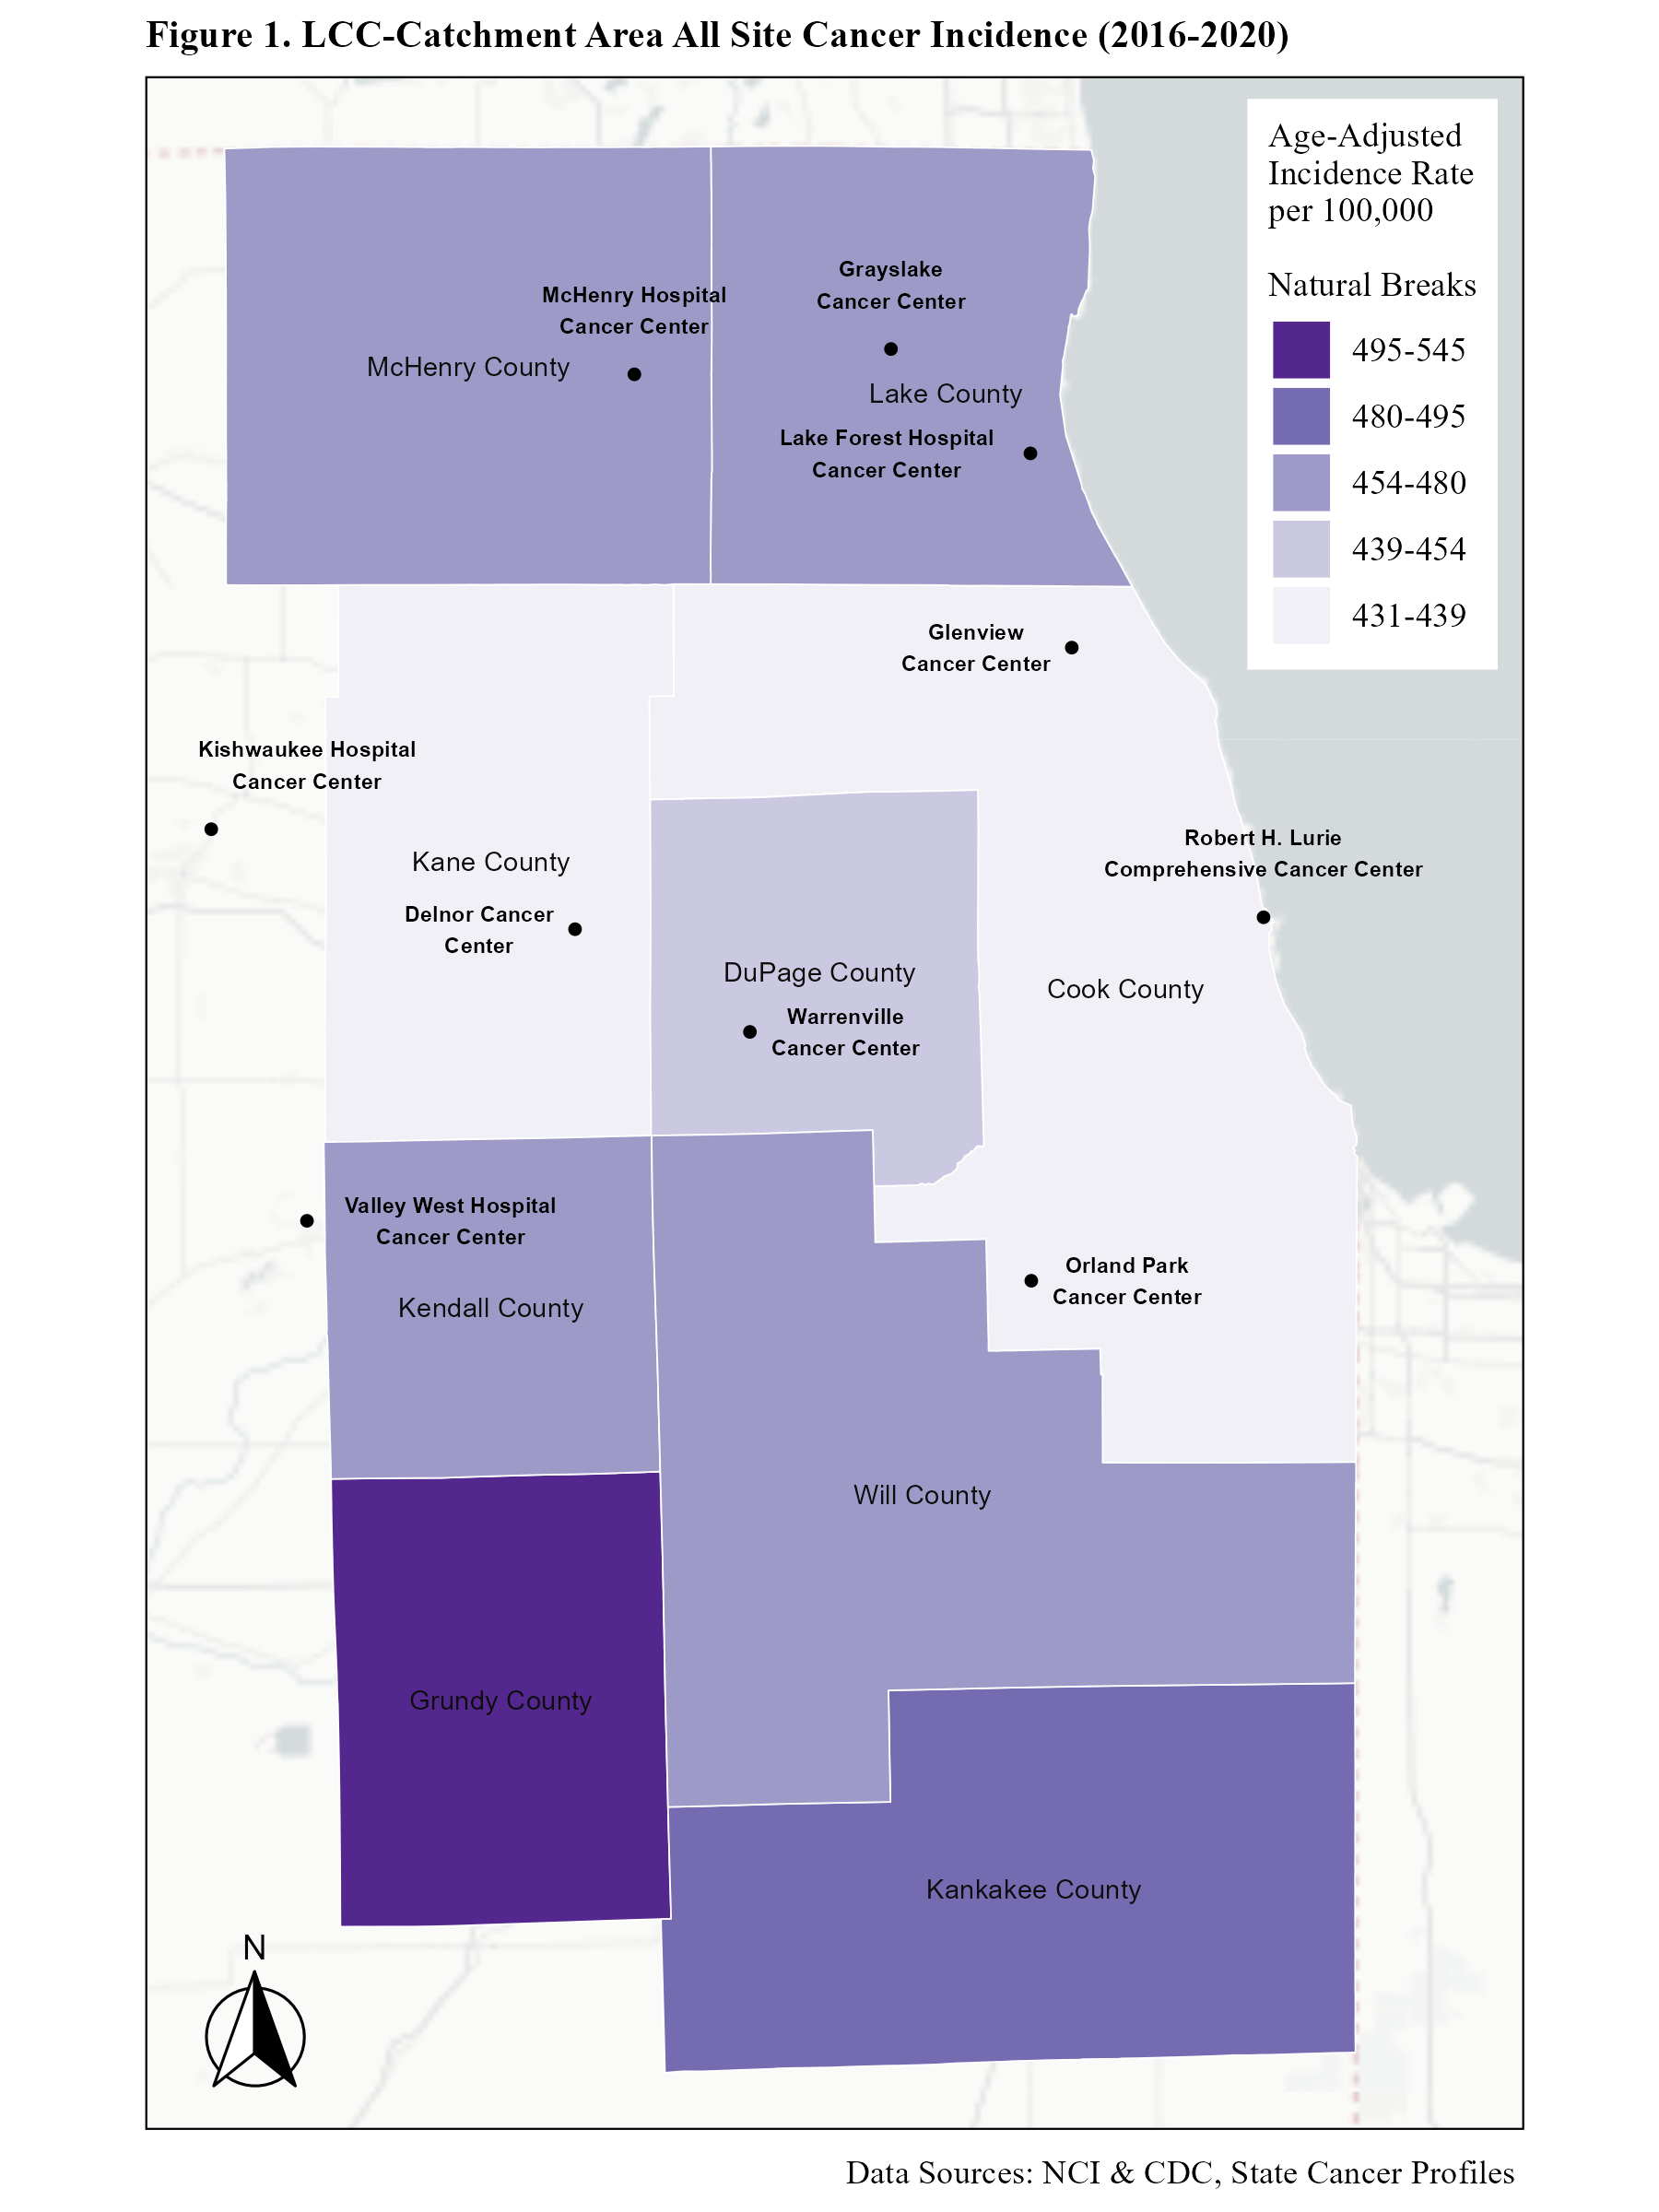 Figure 1. LCC-Catchment Area All Site Cancer Incidence (2016-2020)
Age-Adjusted
Incidence Rate
per 100,000
Natural Breaks
495-545
480-495
454-480
439-454
431-439
McHenry Hospital
Cancer Center
McHenry County
Grayslake
Cancer Center
Lake County
Lake Forest Hospital
Cancer Center
Glenview
Cancer Center
Kishwaukee Hospital
Cancer Center
Kane County
Delnor Cancer
Center
Robert H. Lurie
Comprehensive Cancer Center
DuPage County
Warrenville
Cancer Center
Cook County
Valley West Hospital
Cancer Center
Kendall County
Orland Park
Cancer Center
Will County
Grundy County
Kankakee County
N
Data Sources: NCI & CDC, State Cancer Profiles